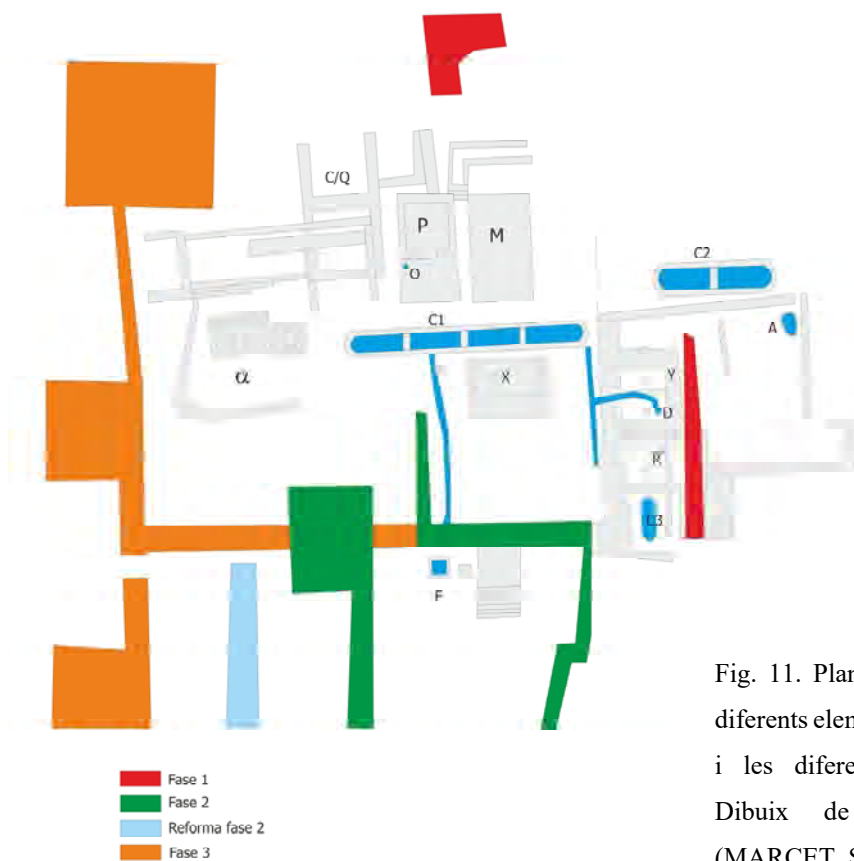 C/Q
P
M
O
C2
C1
A
α
X
Y
D
R
C3
F
Fig. 11. Plan
diferents elem
i les difere
Dibuix de
(MARCET, S
Fase 1
Fase 2
Reforma fase 2
Fase 3